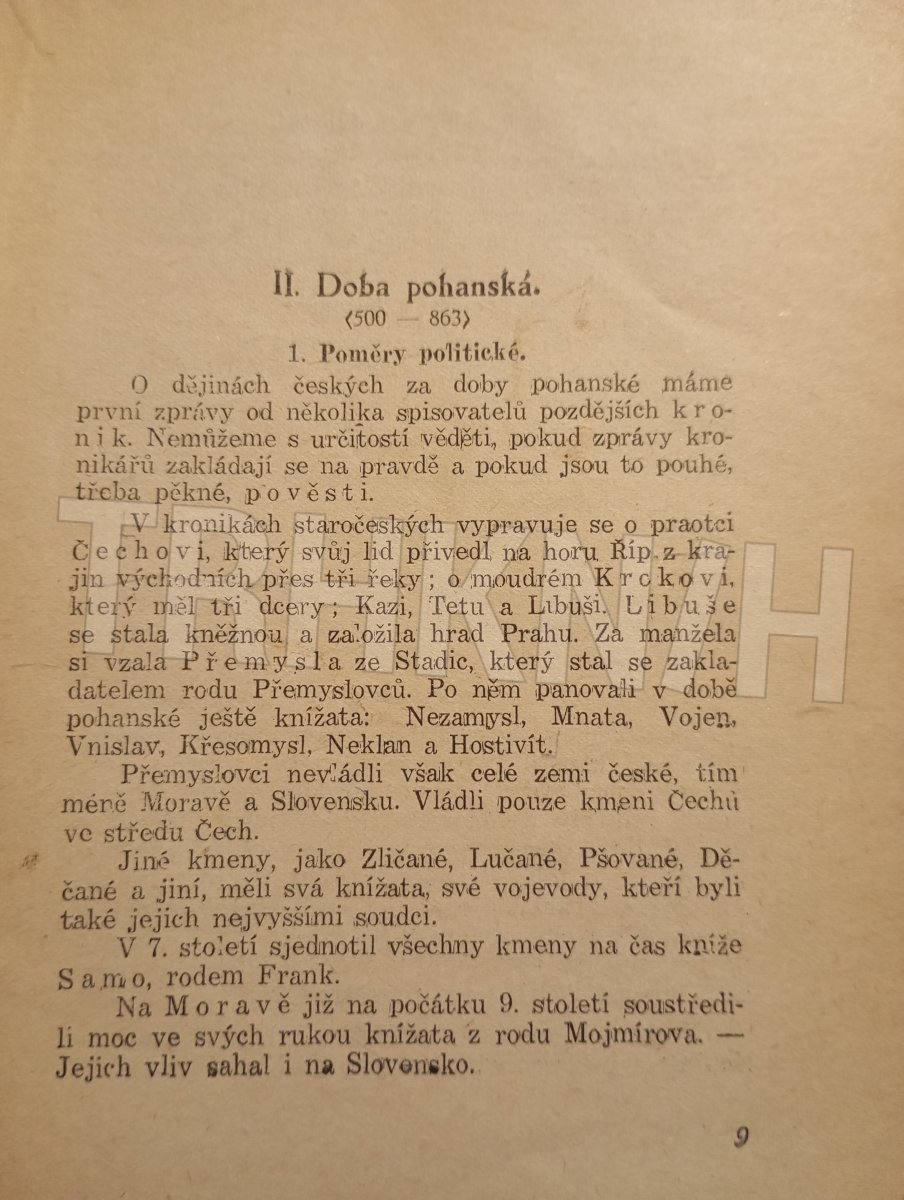 II. Doba pohanská.
(500 — 863)
1. Poměry politické.
O dějinách českých za doby pohanské máme
první zprávy od několika spisovatelů pozdějších kro-
nik. Nemůžeme s určitostí věděti, pokud zprávy kro-
nikářů zakládají se na pravdě a pokud jsou to pouhé,
třeba pěkné, pověsti.
V kronikách staročeských vypravuje se o praotci
Čechovi, který svůj lid přivedl na horu Říp z kra-
jin východních přes tři řeky; o moudrém Krokovi,
který měl tři dcery; Kazi, Tetu a Libuši. Libuše
se stala kněžnou a založila hrad Prahu. Za manžela
si vzala Přemysla ze Stadic, který stal se zakla-
datelem rodu Přemyslovců. Po něm panovali v době
pohanské ještě knížata: Nezamysl, Mnata, Vojen,
Vnislav, Křesomysl, Neklan a Hostivít.
Přemyslovci nevládli však celé zemi české, tím
méně Moravě a Slovensku. Vládli pouze kmeni Čechů
ve středu Čech.
Jiné kmeny, jako Zličané, Lučané, Pšované, Dě-
čané a jiní, měli svá knížata, své vojevody, kteří byli
také jejich nejvyššími soudci.
V 7. století sjednotil všechny kmeny na čas kníže
Samo, rodem Frank.
Na Moravě již na počátku 9. století soustředi-
li moc ve svých rukou knížata z rodu Mojmírova. —
Jejich vliv sahal i na Slovensko.
9
TRHKNIH